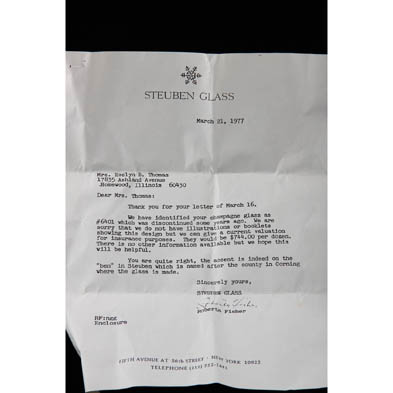 STEUBEN GLASS
March 21, 1977
Mrs. Evelyn B. Thomas
17835 Ashland Avenue
Homewood, Illinois 60430
Dear Mrs. Thomas:
Thank you for your letter of March 16.
We have identified your champagne glass as
#6401 which was discontinued some years ago. We are
sorry that we do not have illustrations or booklets
showing this design but we can give a current valuation
for insurance purposes. They would be $744.00 per dozen.
There is no other information available but we hope this
will be helpful.
You are quite right, the accent is indeed on the
"ben" in Steuben which is named after the county in Corning
where the glass is made.
Sincerely yours,
STEUBEN GLASS
Roberta Fisher
Enclosure
FIFTH AVENUE AT 56th STREET · NEW YORK 10022
TELEPHONE (212)